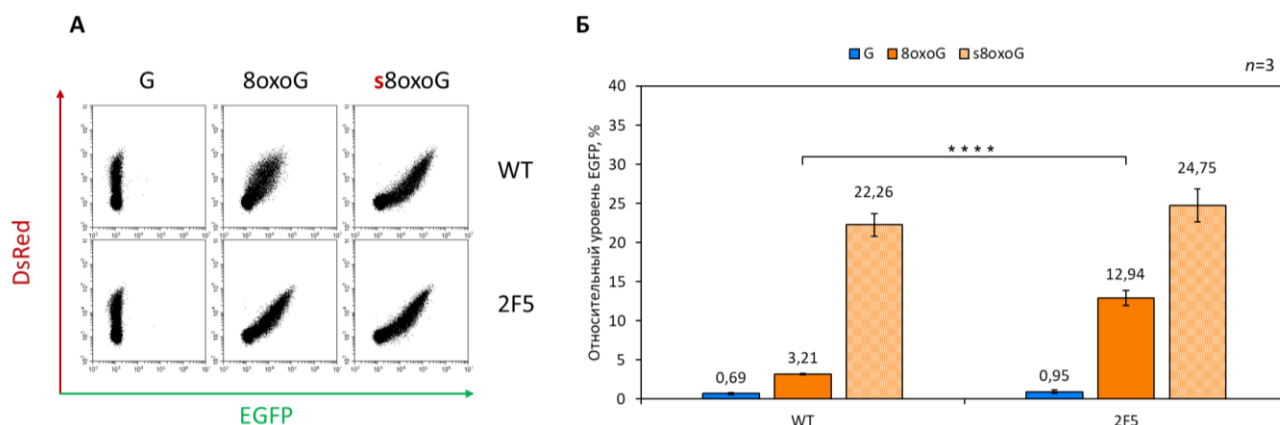 А
G 8oxoG s8oxoG
WT
2F5
DsRed
EGFP
Б
G 8oxoG s8oxoG
n=3
Относительный уровень EGFP, %
40
35
30
25
20
15
10
5
0
****
0,69
3,21
22,26
0,95
12,94
24,75
WT 2F5